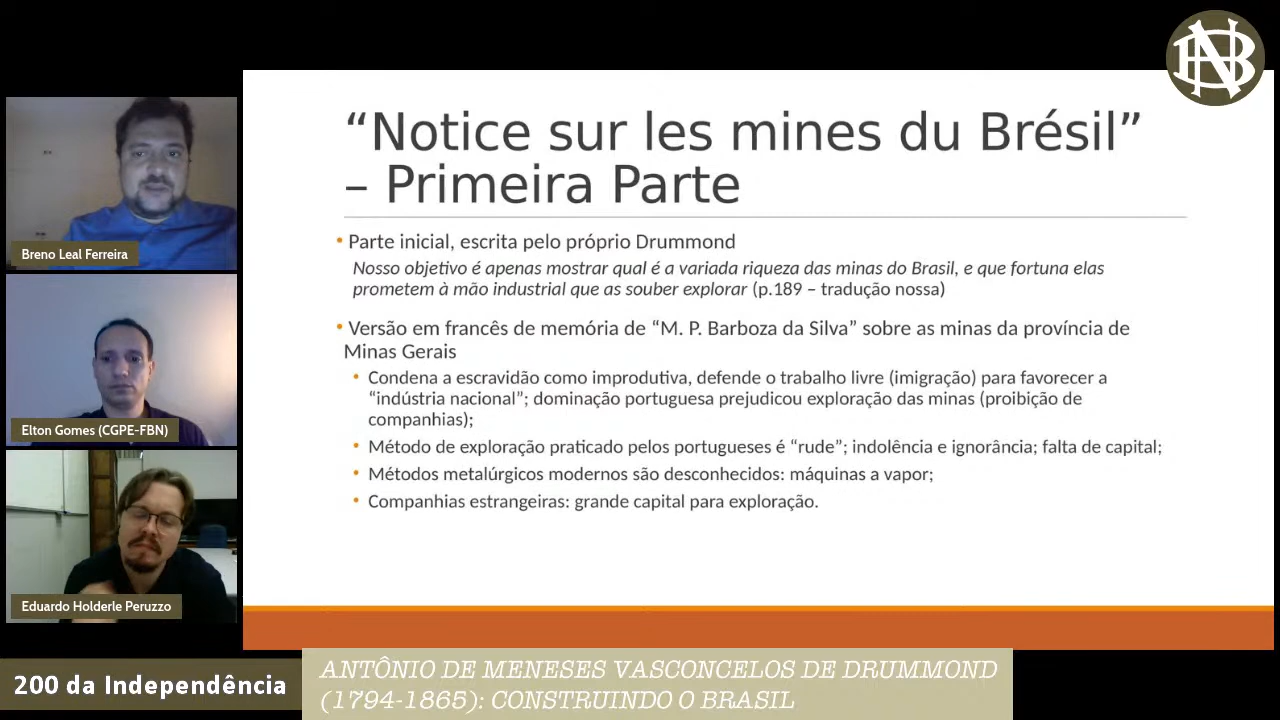 “Notice sur les mines du Brésil”
– Primeira Parte
• Parte inicial, escrita pelo próprio Drummond
Nosso objetivo é apenas mostrar qual é a variada riqueza das minas do Brasil, e que fortuna elas
prometem à mão industrial que as souber explorar (p.189 – tradução nossa)
• Versão em francês de memória de “M. P. Barboza da Silva” sobre as minas da província de
Minas Gerais
• Condena a escravidão como improdutiva, defende o trabalho livre (imigração) para favorecer a
“indústria nacional”; dominação portuguesa prejudicou exploração das minas (proibição de
companhias);
• Método de exploração praticado pelos portugueses é “rude”; indolência e ignorância; falta de capital;
• Métodos metalúrgicos modernos são desconhecidos: máquinas a vapor;
• Companhias estrangeiras: grande capital para exploração.
Breno Leal Ferreira
Elton Gomes (CGPE-FBN)
Eduardo Holderle Peruzzo
200 da Independência
ANTÔNIO DE MENESES VASCONCELOS DE DRUMMOND
(1794-1865): CONSTRUINDO O BRASIL